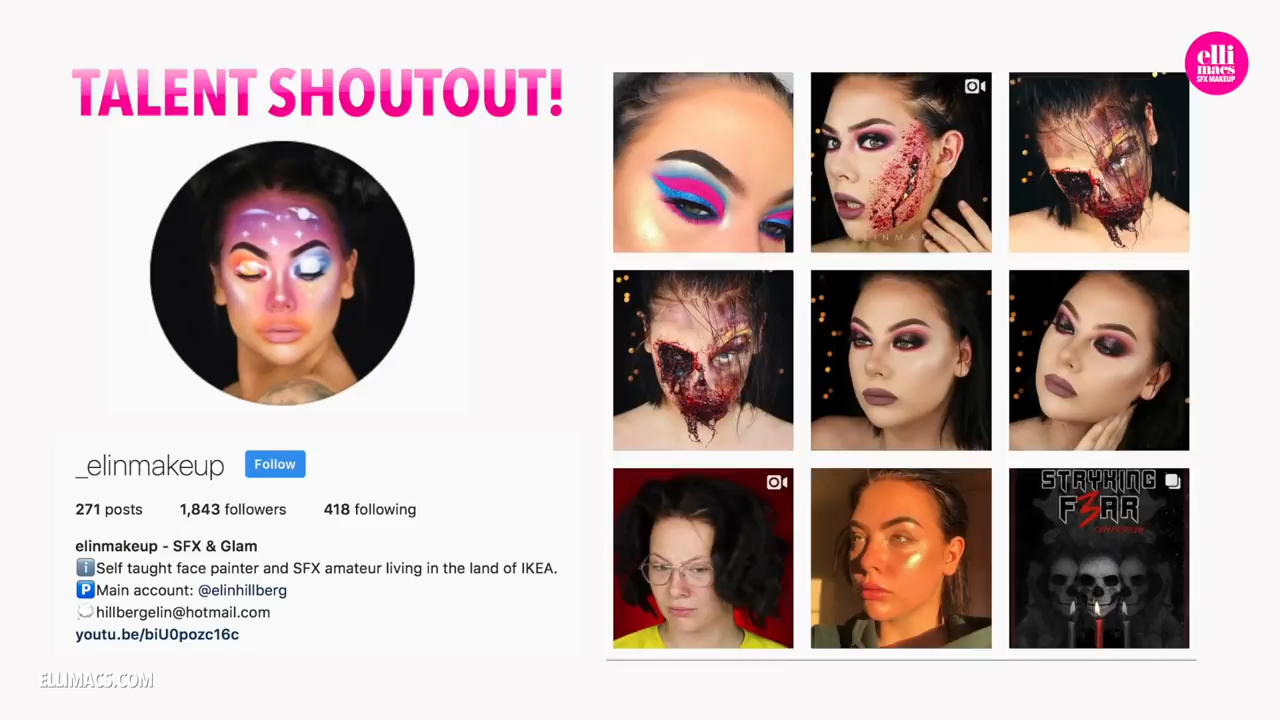 TALENT SHOUTOUT!
elli
macs
SFX MAKEUP
_elinmakeup
Follow
271 posts
1,843 followers
418 following
elinmakeup - SFX & Glam
Self taught face painter and SFX amateur living in the land of IKEA.
P Main account: @elinhillberg
hillbergelin@hotmail.com
youtu.be/biU0pozc16c
STRYKING
F3AR
COMPETITION
ELLIMACS.COM